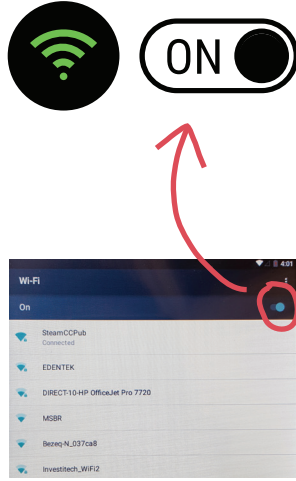 ON
4:01
Wi-Fi
On
SteamCCPub
Connected
EDENTEK
DIRECT-10-HP OfficeJet Pro 7720
MSBR
Bezeq-N_037ca8
Investitech_WiFi2